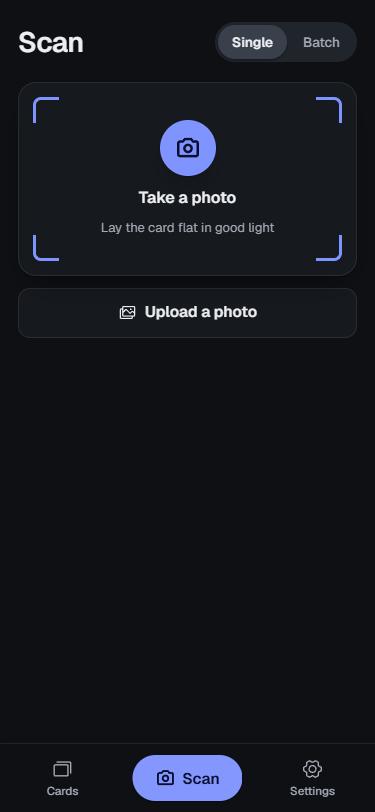 Scan
Single
Batch
Take a photo
Lay the card flat in good light
Upload a photo
Cards
Scan
Settings